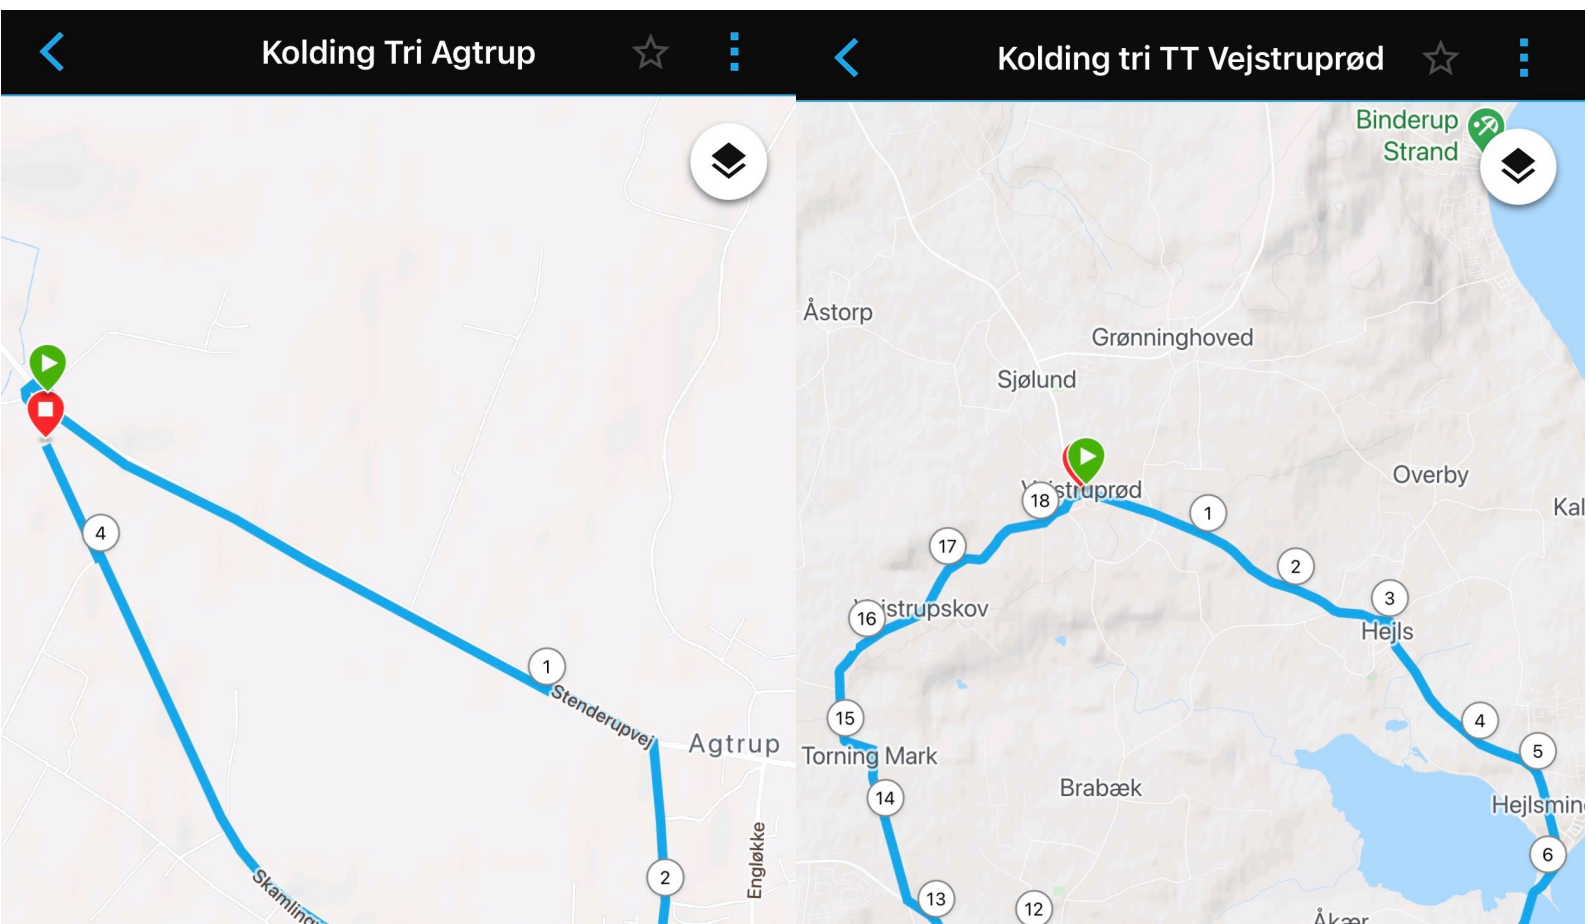 Kolding Tri Agtrup
4
1
Stenderupvej
Agtrup
Engløkke
2
Kolding tri TT Vejstruprød
Binderup
Strand
Åstorp
Grønninghoved
Sjølund
Overby
18
1
17
2
16
3
Hejls
15
4
5
Torning Mark
14
Brabæk
6
13
12